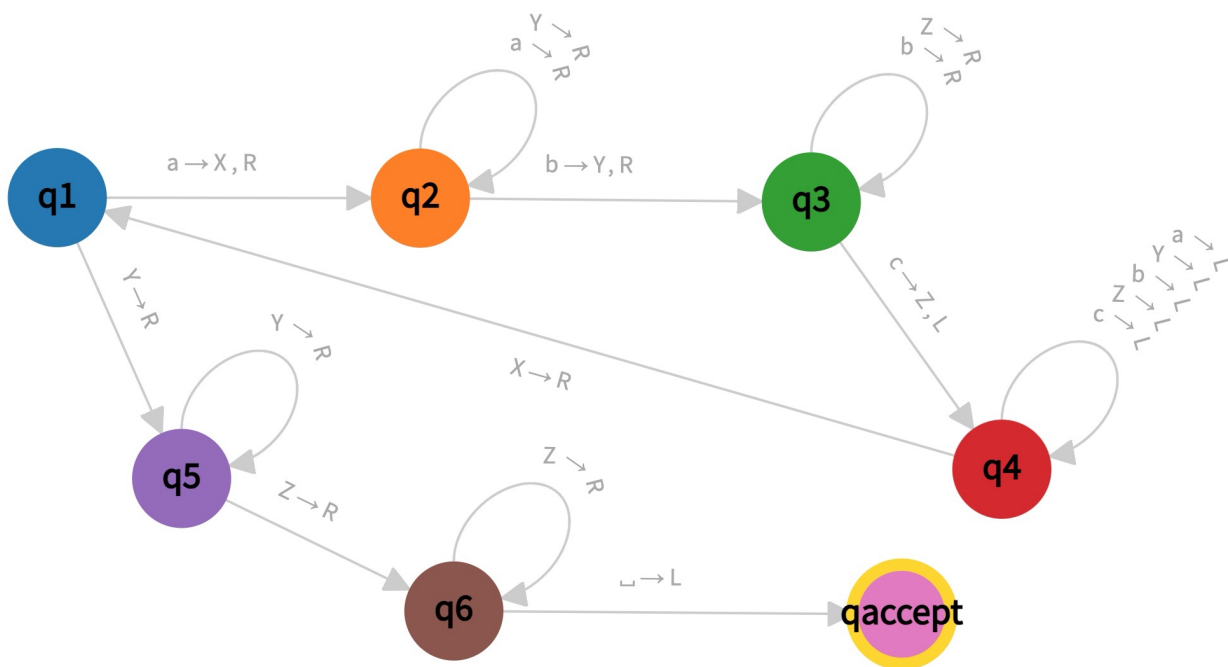 Y→R
a→R
Z→R
b→R
a→X,R
b→Y,R
q1
q2
q3
a→L
Y→L
b→L
Z→L
c→L
c→Z,L
Y→R
Y→R
X→R
q5
q4
Z→R
Z→R
q6
␣→L
qaccept